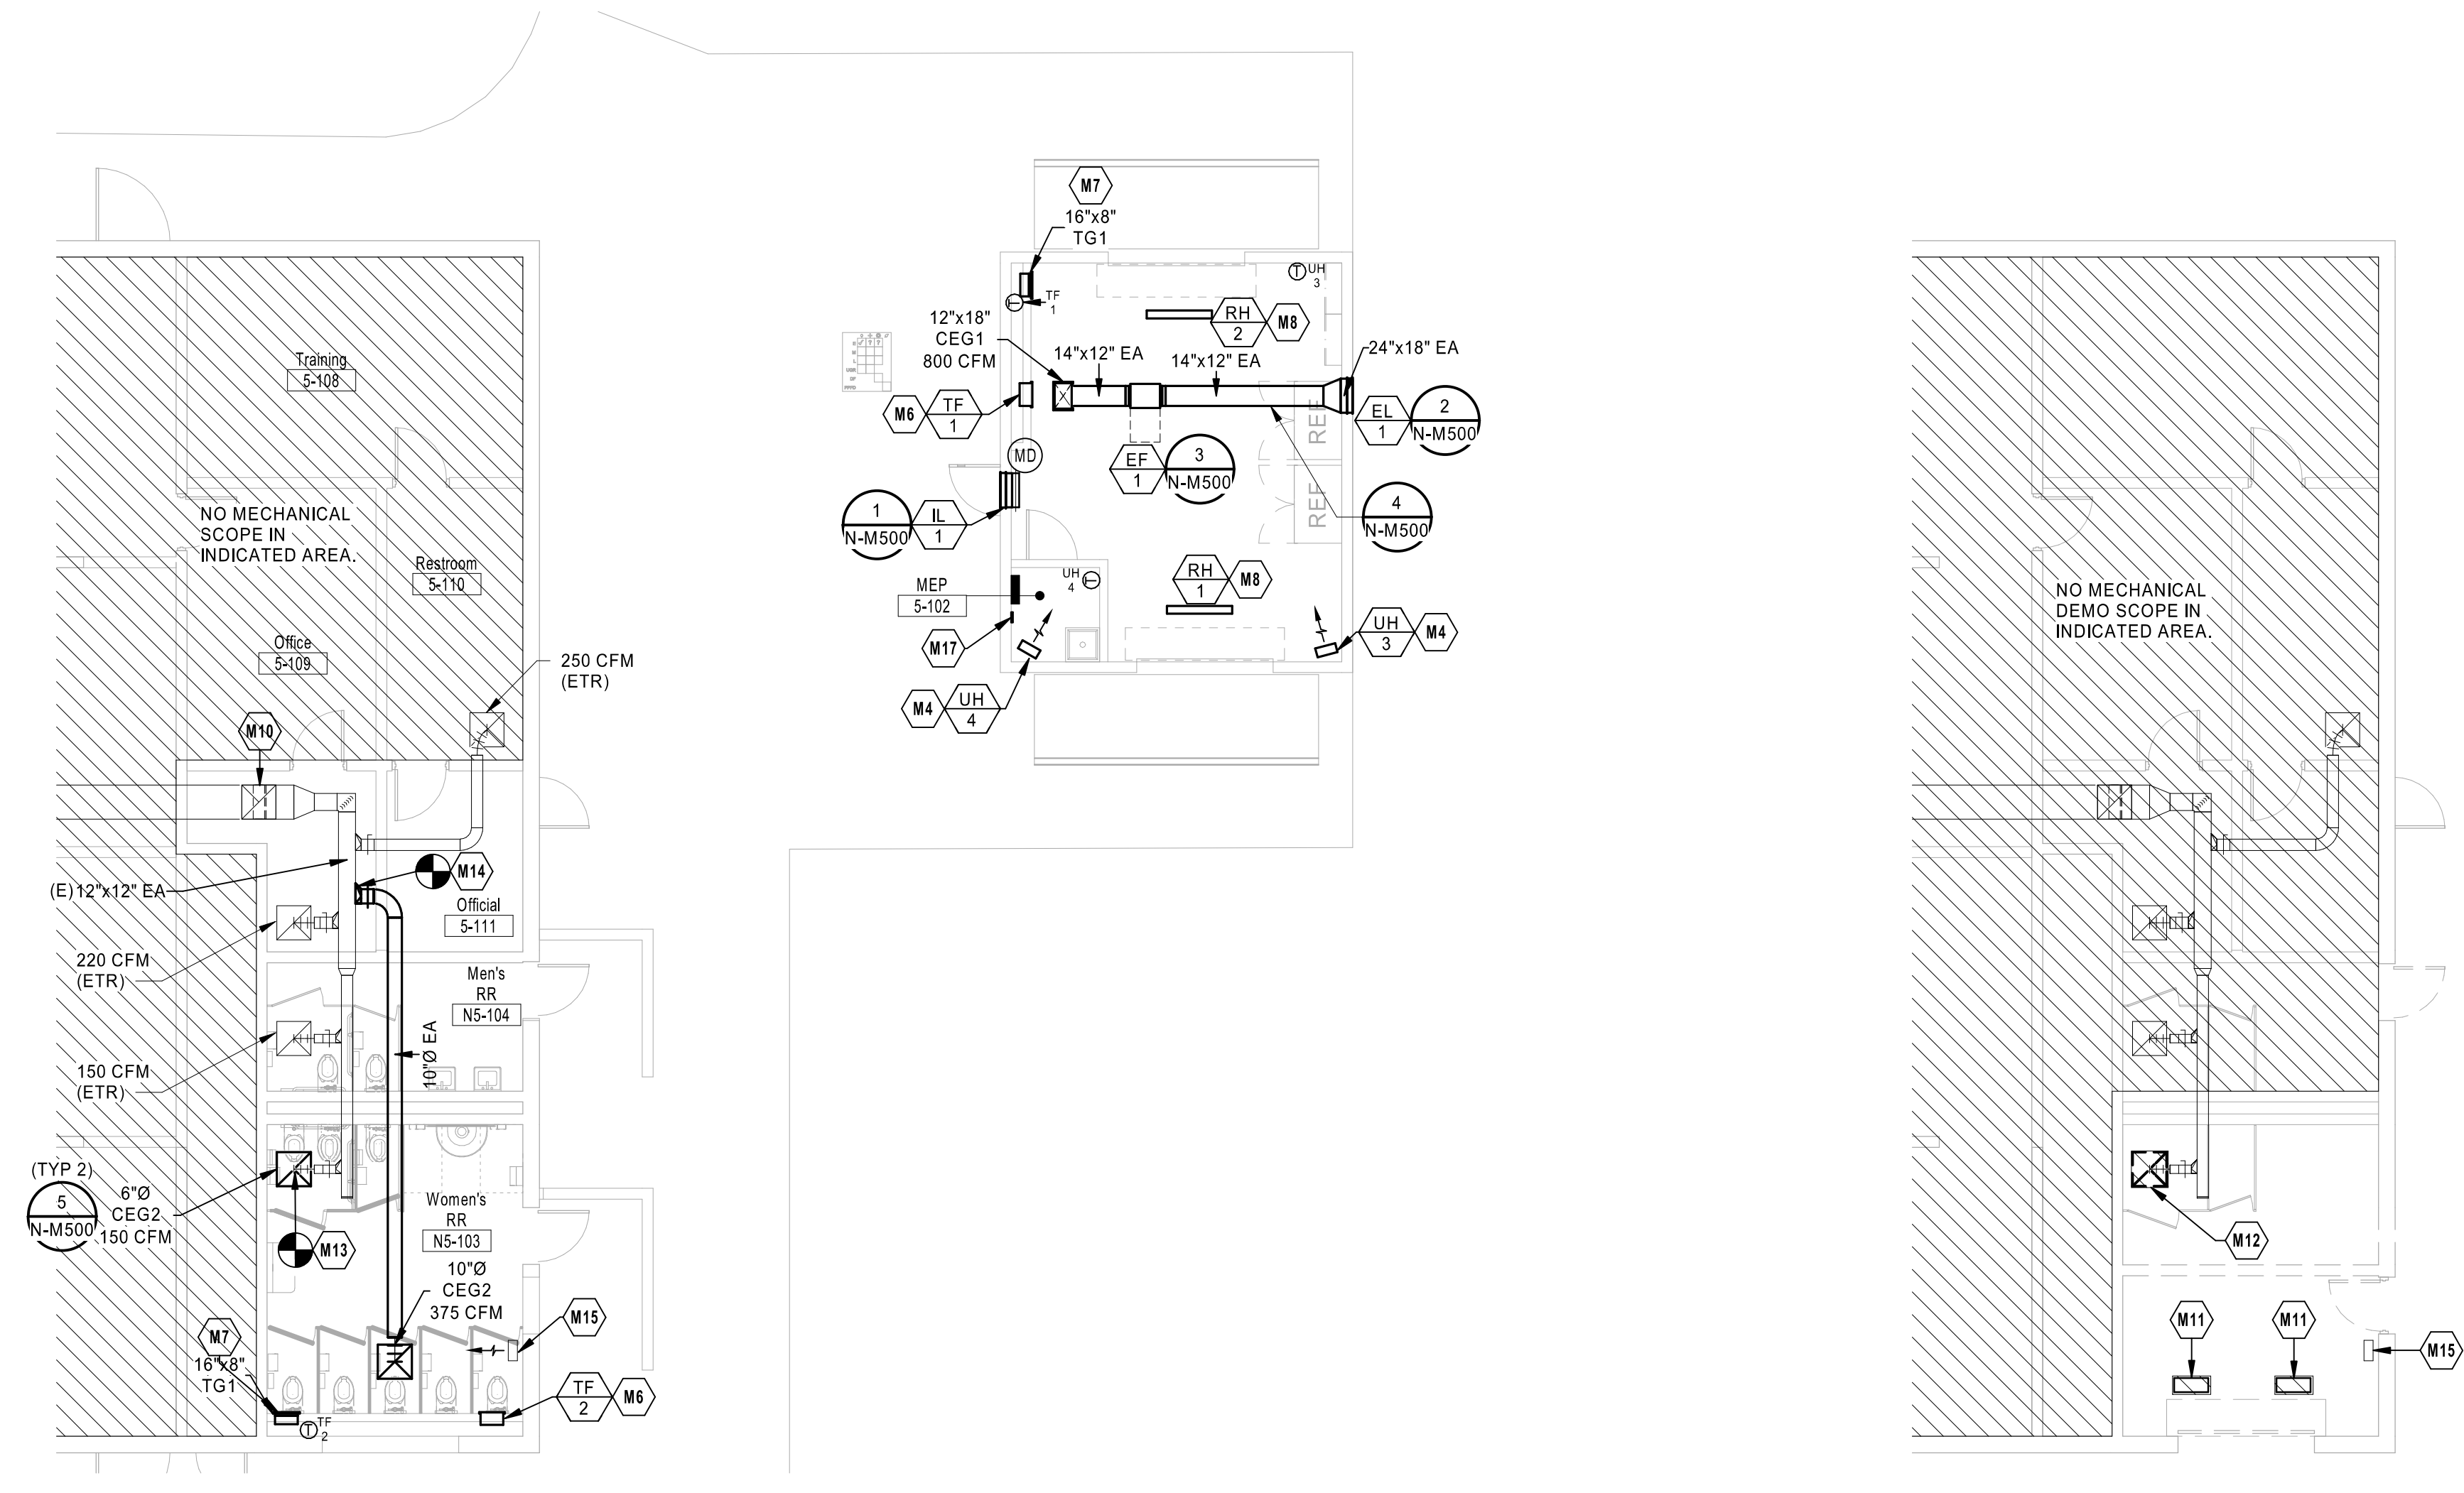 Training
5-108
NO MECHANICAL
SCOPE IN
INDICATED AREA.
Restroom
5-110
Office
5-109
250 CFM
(ETR)
M10
M14
(E)12"x12" EA
Official
5-111
220 CFM
(ETR)
Men's
RR
N5-104
10"Ø EA
150 CFM
(ETR)
(TYP 2)
5
N-M500
6"Ø
CEG2
150 CFM
Women's
RR
N5-103
M13
10"Ø
CEG2
375 CFM
M15
M7
16"x8"
TG1
TF
2
TF
2
M6
T
M7
16"x8"
TG1
T
UH
3
T
TF
1
12"x18"
CEG1
800 CFM
RH
2
M8
14"x12" EA
14"x12" EA
24"x18" EA
M6
TF
1
EL
1
2
N-M500
REF
MD
EF
1
3
N-M500
REF
1
N-M500
IL
1
4
N-M500
MEP
5-102
UH
4
T
RH
1
M8
M17
UH
3
M4
M4
UH
4
NO MECHANICAL
DEMO SCOPE IN
INDICATED AREA.
M12
M11
M11
M15